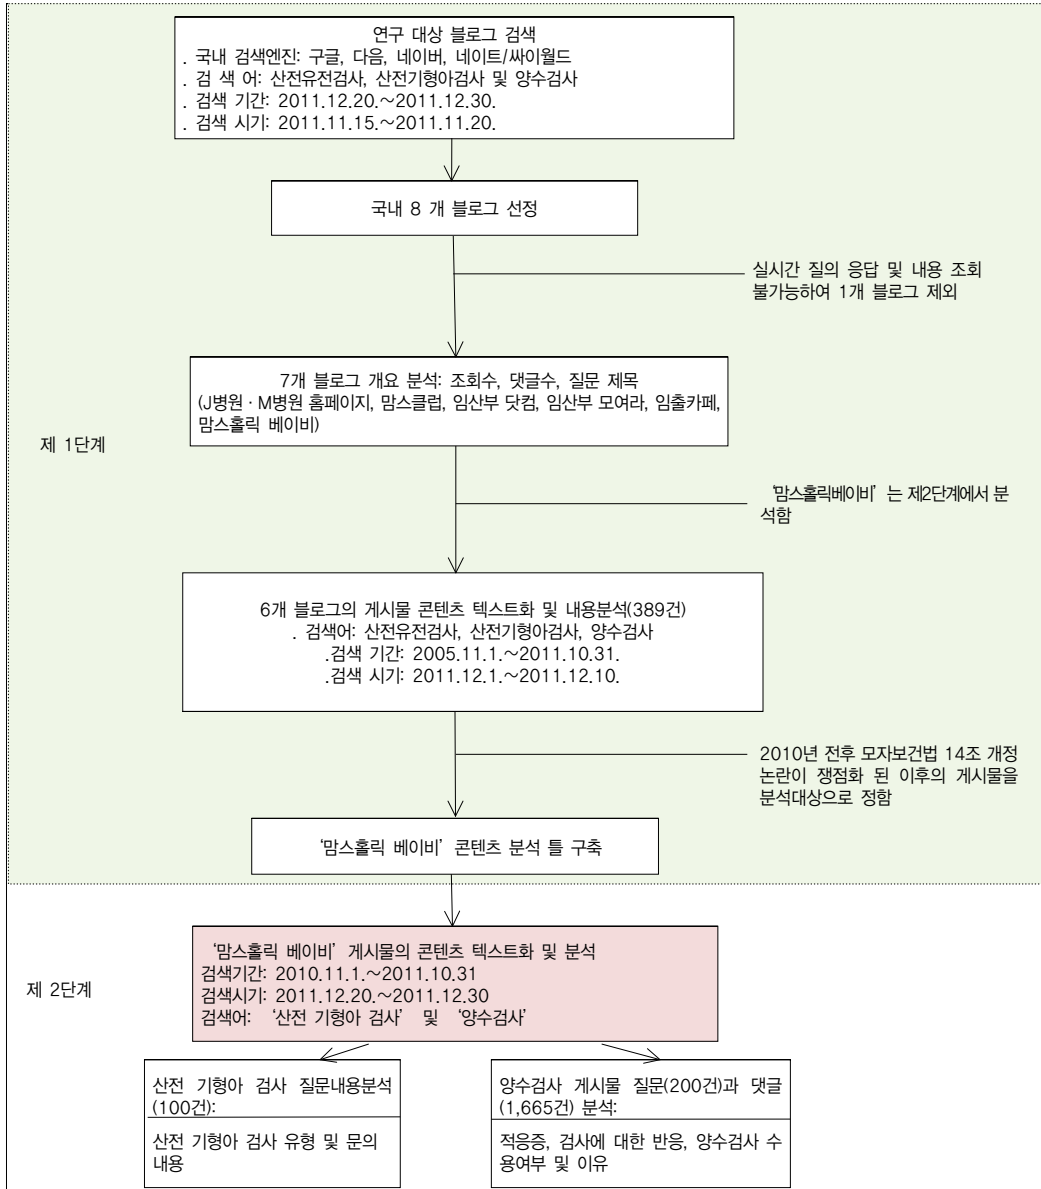 연구 대상 블로그 검색
. 국내 검색엔진: 구글, 다음, 네이버, 네이트/싸이월드
. 검 색 어: 산전유전검사, 산전기형아검사 및 양수검사
. 검색 기간: 2011.12.20.~2011.12.30.
. 검색 시기: 2011.11.15.~2011.11.20.
국내 8 개 블로그 선정
실시간 질의 응답 및 내용 조회
불가능하여 1개 블로그 제외
7개 블로그 개요 분석: 조회수, 댓글수, 질문 제목
(J병원 · M병원 홈페이지, 맘스클럽, 임산부 닷컴, 임산부 모여라, 임출카페,
맘스홀릭 베이비)
제 1단계
‘맘스홀릭베이비’ 는 제2단계에서 분
석함
6개 블로그의 게시물 콘텐츠 텍스트화 및 내용분석(389건)
. 검색어: 산전유전검사, 산전기형아검사, 양수검사
.검색 기간: 2005.11.1.~2011.10.31.
.검색 시기: 2011.12.1.~2011.12.10.
2010년 전후 모자보건법 14조 개정
논란이 쟁점화 된 이후의 게시물을
분석대상으로 정함
‘맘스홀릭 베이비’ 콘텐츠 분석 틀 구축
‘맘스홀릭 베이비’ 게시물의 콘텐츠 텍스트화 및 분석
검색기간: 2010.11.1.~2011.10.31
검색시기: 2011.12.20.~2011.12.30
검색어: ‘산전 기형아 검사’ 및 ‘양수검사’
제 2단계
산전 기형아 검사 질문내용분석
(100건):
산전 기형아 검사 유형 및 문의
내용
양수검사 게시물 질문(200건)과 댓글
(1,665건) 분석:
적응증, 검사에 대한 반응, 양수검사 수
용여부 및 이유